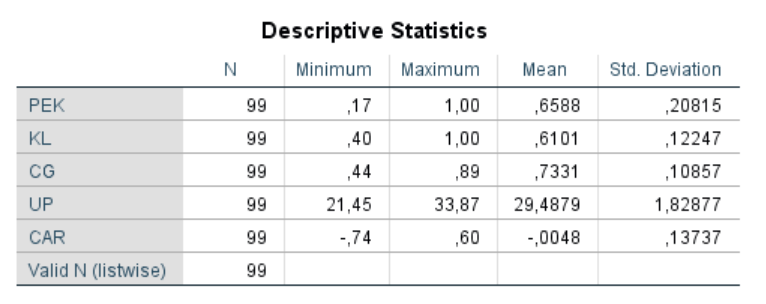 Descriptive Statistics
N Minimum Maximum Mean Std. Deviation
PEK 99 ,17 1,00 ,6588 ,20815
KL 99 ,40 1,00 ,6101 ,12247
CG 99 ,44 ,89 ,7331 ,10857
UP 99 21,45 33,87 29,4879 1,82877
CAR 99 -,74 ,60 -,0048 ,13737
Valid N (listwise) 99